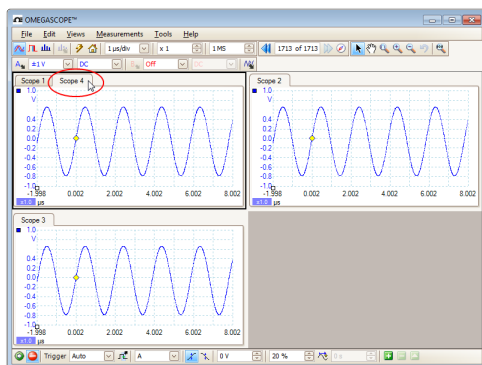 OMEGASCOPE™
File Edit Views Measurements Tools Help
1 µs/div x 1 1 MS 1713 of 1713
A ±1 V DC Off DC
Scope 1 Scope 4
1.0
V
0.4
0.2
0.0
-0.2
-0.4
-0.6
-0.8
-1.0
-1.998 0.002 2.002 4.002 6.002 8.002
x1.0 µs
Scope 2
1.0
V
0.4
0.2
0.0
-0.2
-0.4
-0.6
-0.8
-1.0
-1.998 0.002 2.002 4.002 6.002 8.002
x1.0 µs
Scope 3
1.0
V
0.4
0.2
0.0
-0.2
-0.4
-0.6
-0.8
-1.0
-1.998 0.002 2.002 4.002 6.002 8.002
x1.0 µs
Trigger Auto A 0 V 20 % 0 s